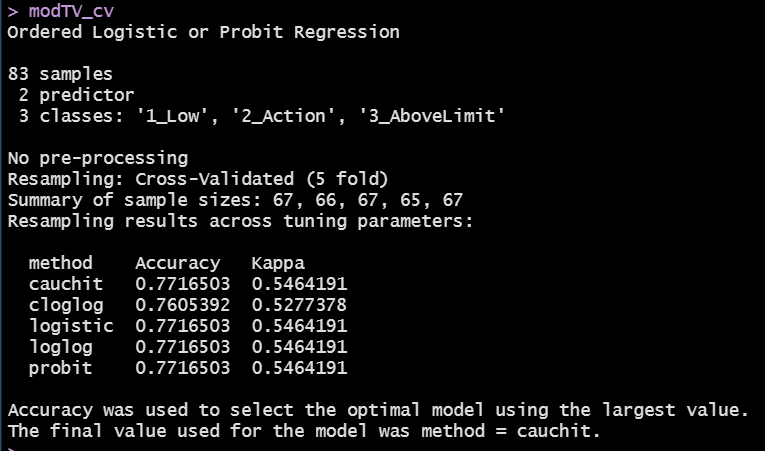 > modTV_cv
Ordered Logistic or Probit Regression
83 samples
2 predictor
3 classes: '1_Low', '2_Action', '3_AboveLimit'
No pre-processing
Resampling: Cross-Validated (5 fold)
Summary of sample sizes: 67, 66, 67, 65, 67
Resampling results across tuning parameters:
method Accuracy Kappa
cauchit 0.7716503 0.5464191
cloglog 0.7605392 0.5277378
logistic 0.7716503 0.5464191
loglog 0.7716503 0.5464191
probit 0.7716503 0.5464191
Accuracy was used to select the optimal model using the largest value.
The final value used for the model was method = cauchit.
>